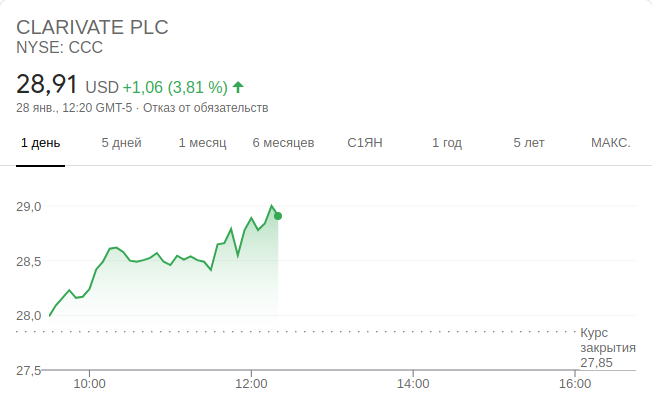 CLARIVATE PLC
NYSE: CCC
28,91 USD +1,06 (3,81 %)
28 янв., 12:20 GMT-5 · Отказ от обязательств
1 день 5 дней 1 месяц 6 месяцев С1ЯН 1 год 5 лет МАКС.
29,0
28,5
28,0
Курс
закрытия
27,85
27,5
10:00 12:00 14:00 16:00